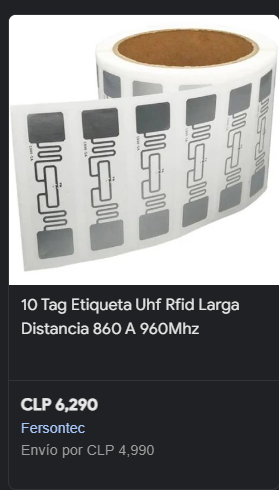 10 Tag Etiqueta Uhf Rfid Larga
Distancia 860 A 960Mhz
CLP 6,290
Fersontec
Envío por CLP 4,990